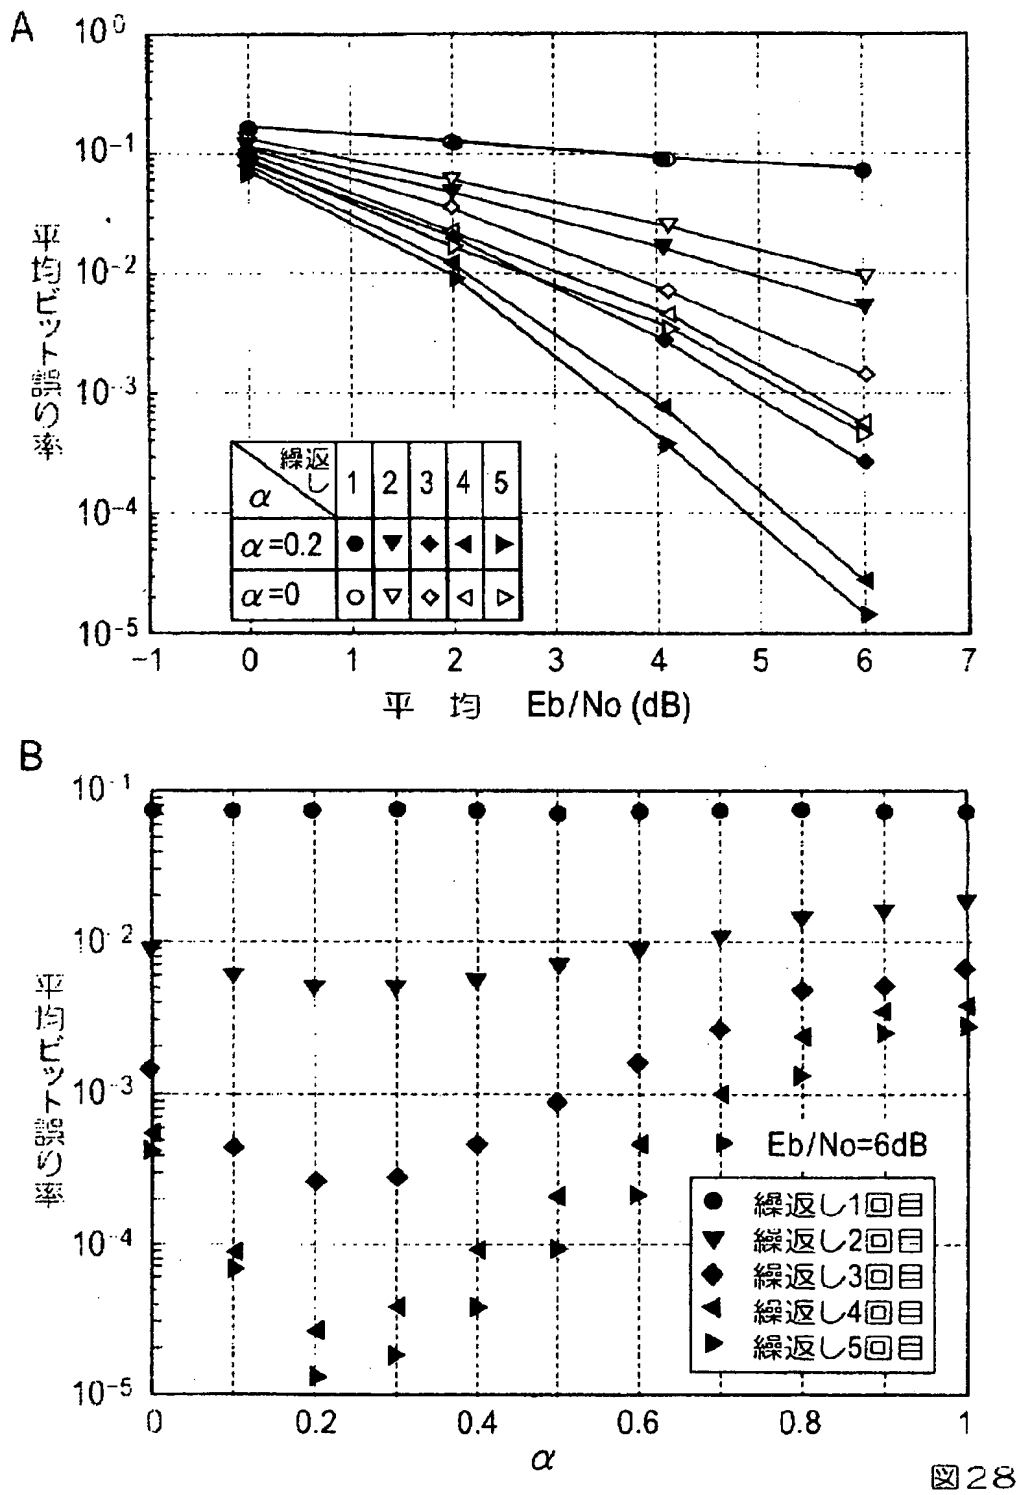 A
10⁰
10⁻¹
10⁻²
10⁻³
10⁻⁴
10⁻⁵
平均ビット誤り率
繰返し
α
1 2 3 4 5
α=0.2
α=0
-1 0 1 2 3 4 5 6 7
平均 Eb/No (dB)
B
10⁻¹
10⁻²
10⁻³
10⁻⁴
10⁻⁵
平均ビット誤り率
Eb/No=6dB
繰返し1回目
繰返し2回目
繰返し3回目
繰返し4回目
繰返し5回目
0 0.2 0.4 0.6 0.8 1
α
図28